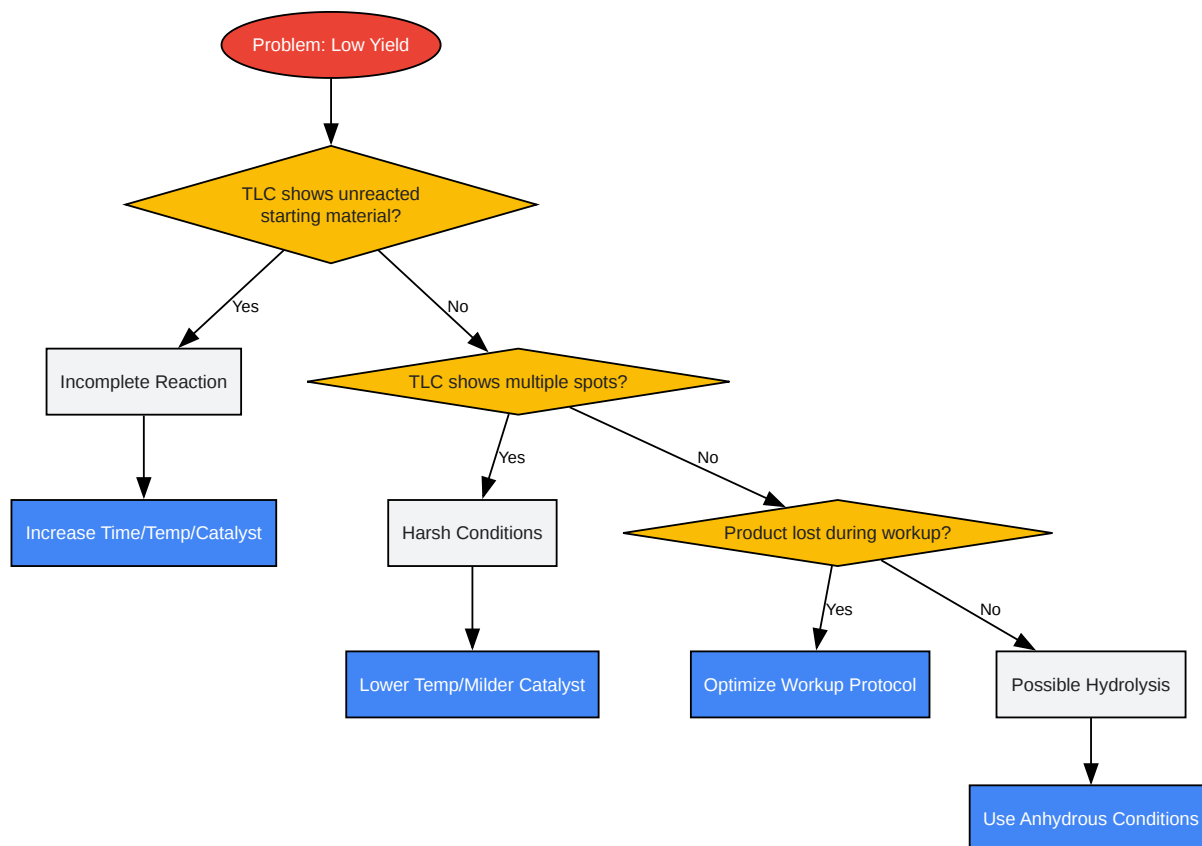 Problem: Low Yield
TLC shows unreacted
starting material?
Yes
No
Incomplete Reaction
TLC shows multiple spots?
Yes
No
Increase Time/Temp/Catalyst
Harsh Conditions
Product lost during workup?
Yes
No
Lower Temp/Milder Catalyst
Optimize Workup Protocol
Possible Hydrolysis
Use Anhydrous Conditions